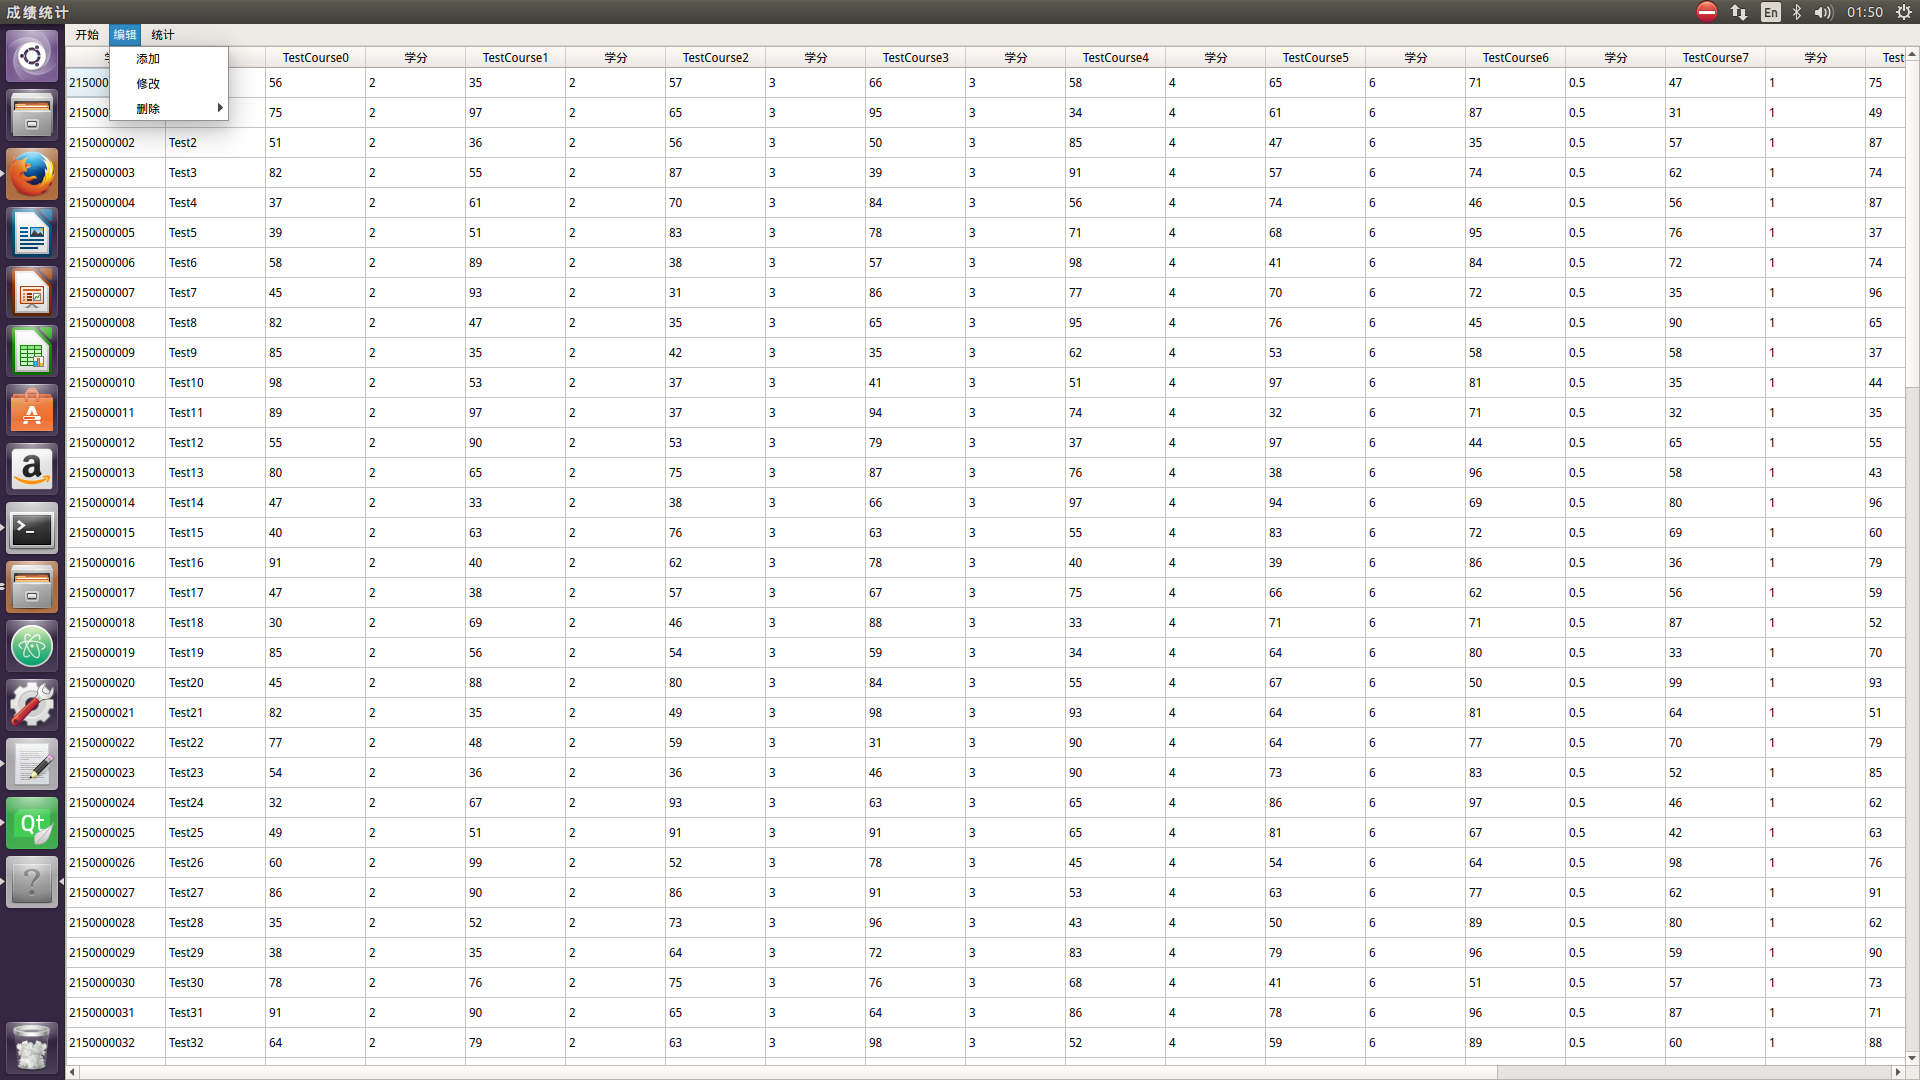 成绩统计
En
01:50
开始 编辑 统计
添加
修改
删除
TestCourse0 学分 TestCourse1 学分 TestCourse2 学分 TestCourse3 学分 TestCourse4 学分 TestCourse5 学分 TestCourse6 学分 TestCourse7 学分 Test
215000 56 2 35 2 57 3 66 3 58 4 65 6 71 0.5 47 1 75
215000 75 2 97 2 65 3 95 3 34 4 61 6 87 0.5 31 1 49
2150000002 Test2 51 2 36 2 56 3 50 3 85 4 47 6 35 0.5 57 1 87
2150000003 Test3 82 2 55 2 87 3 39 3 91 4 57 6 74 0.5 62 1 74
2150000004 Test4 37 2 61 2 70 3 84 3 56 4 74 6 46 0.5 56 1 87
2150000005 Test5 39 2 51 2 83 3 78 3 71 4 68 6 95 0.5 76 1 37
2150000006 Test6 58 2 89 2 38 3 57 3 98 4 41 6 84 0.5 72 1 74
2150000007 Test7 45 2 93 2 31 3 86 3 77 4 70 6 72 0.5 35 1 96
2150000008 Test8 82 2 47 2 35 3 65 3 95 4 76 6 45 0.5 90 1 65
2150000009 Test9 85 2 35 2 42 3 35 3 62 4 53 6 58 0.5 58 1 37
2150000010 Test10 98 2 53 2 37 3 41 3 51 4 97 6 81 0.5 35 1 44
2150000011 Test11 89 2 97 2 37 3 94 3 74 4 32 6 71 0.5 32 1 35
2150000012 Test12 55 2 90 2 53 3 79 3 37 4 97 6 44 0.5 65 1 55
2150000013 Test13 80 2 65 2 75 3 87 3 76 4 38 6 96 0.5 58 1 43
2150000014 Test14 47 2 33 2 38 3 66 3 97 4 94 6 69 0.5 80 1 96
2150000015 Test15 40 2 63 2 76 3 63 3 55 4 83 6 72 0.5 69 1 60
2150000016 Test16 91 2 40 2 62 3 78 3 40 4 39 6 86 0.5 36 1 79
2150000017 Test17 47 2 38 2 57 3 67 3 75 4 66 6 62 0.5 56 1 59
2150000018 Test18 30 2 69 2 46 3 88 3 33 4 71 6 71 0.5 87 1 52
2150000019 Test19 85 2 56 2 54 3 59 3 34 4 64 6 80 0.5 33 1 70
2150000020 Test20 45 2 88 2 80 3 84 3 55 4 67 6 50 0.5 99 1 93
2150000021 Test21 82 2 35 2 49 3 98 3 93 4 64 6 81 0.5 64 1 51
2150000022 Test22 77 2 48 2 59 3 31 3 90 4 64 6 77 0.5 70 1 79
2150000023 Test23 54 2 36 2 36 3 46 3 90 4 73 6 83 0.5 52 1 85
2150000024 Test24 32 2 67 2 93 3 63 3 65 4 86 6 97 0.5 46 1 62
2150000025 Test25 49 2 51 2 91 3 91 3 65 4 81 6 67 0.5 42 1 63
2150000026 Test26 60 2 99 2 52 3 78 3 45 4 54 6 64 0.5 98 1 76
2150000027 Test27 86 2 90 2 86 3 91 3 53 4 63 6 77 0.5 62 1 91
2150000028 Test28 35 2 52 2 73 3 96 3 43 4 50 6 89 0.5 80 1 62
2150000029 Test29 38 2 35 2 64 3 72 3 83 4 79 6 96 0.5 59 1 90
2150000030 Test30 78 2 76 2 75 3 76 3 68 4 41 6 51 0.5 57 1 73
2150000031 Test31 91 2 90 2 65 3 64 3 86 4 78 6 96 0.5 87 1 71
2150000032 Test32 64 2 79 2 63 3 98 3 52 4 59 6 89 0.5 60 1 88
a
Qt